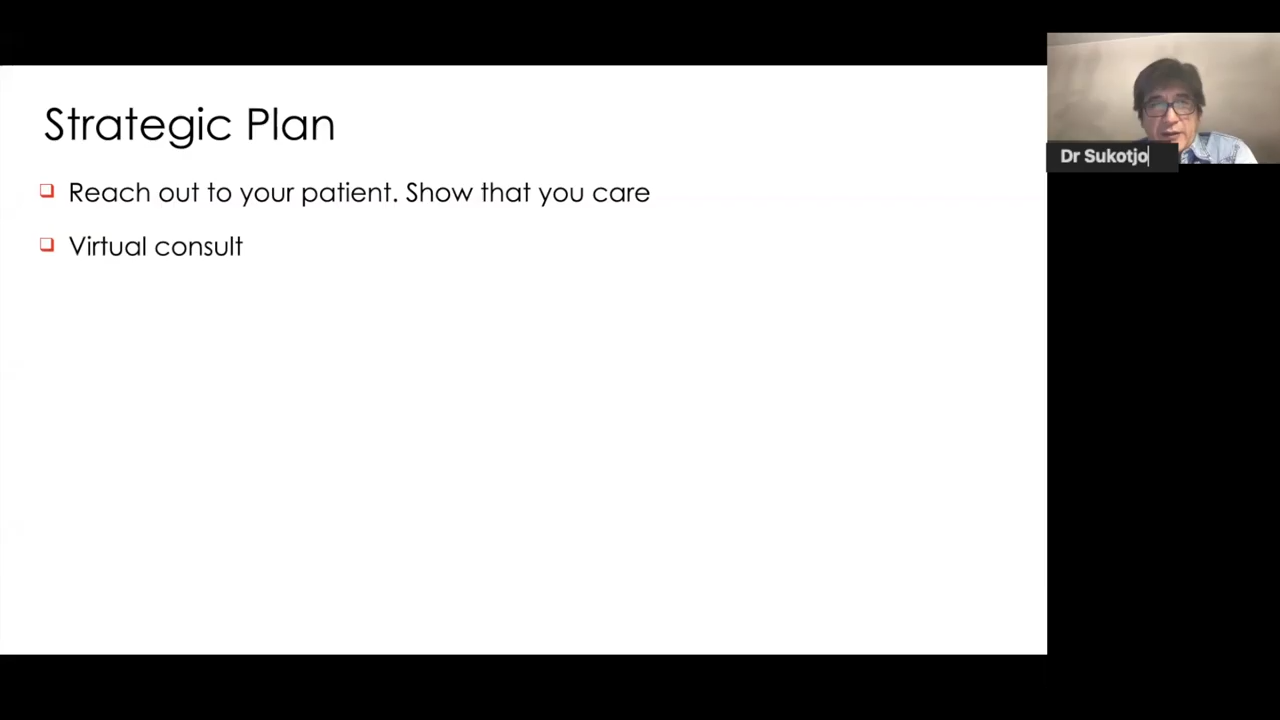 Strategic Plan
Reach out to your patient. Show that you care
Virtual consult
Dr Sukotjo